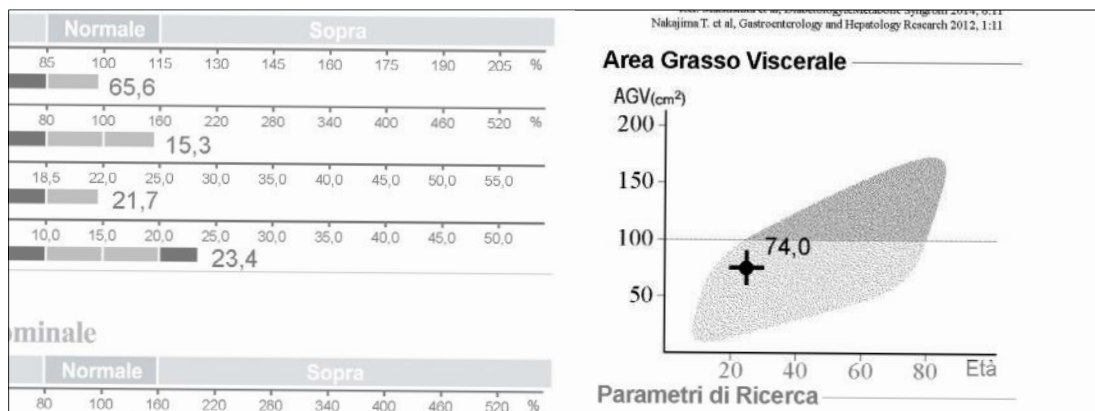 Nakajima T. et al, Gastroenterology and Hepatology Research 2012, 1:11
Normale Sopra
85 100 115 130 145 160 175 190 205 %
65,6
80 100 160 220 280 340 400 460 520 %
15,3
18,5 22,0 25,0 30,0 35,0 40,0 45,0 50,0 55,0
21,7
10,0 15,0 20,0 25,0 30,0 35,0 40,0 45,0 50,0
23,4
ominale
Normale Sopra
80 100 160 220 280 340 400 460 520 %
Area Grasso Viscerale
AGV(cm²)
200
150
100
74,0
50
20 40 60 80 Età
Parametri di Ricerca